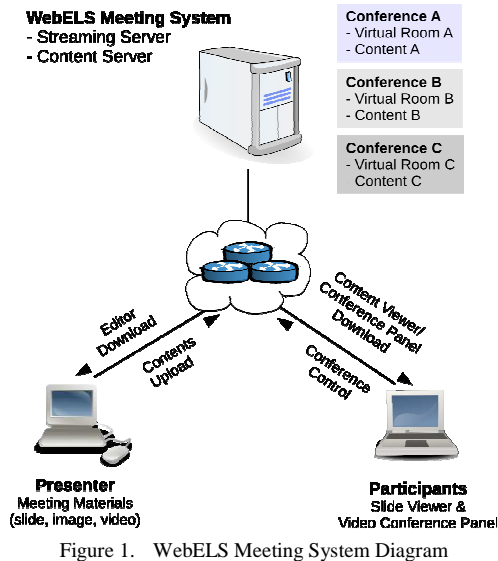 WebELS Meeting System
- Streaming Server
- Content Server
Conference A
- Virtual Room A
- Content A
Conference B
- Virtual Room B
- Content B
Conference C
- Virtual Room C
Content C
Editor
Download
Contents
Upload
Content Viewer/
Conference Panel
Download
Conference
Control
Presenter
Meeting Materials
(slide, image, video)
Participants
Slide Viewer &
Video Conference Panel
Figure 1. WebELS Meeting System Diagram